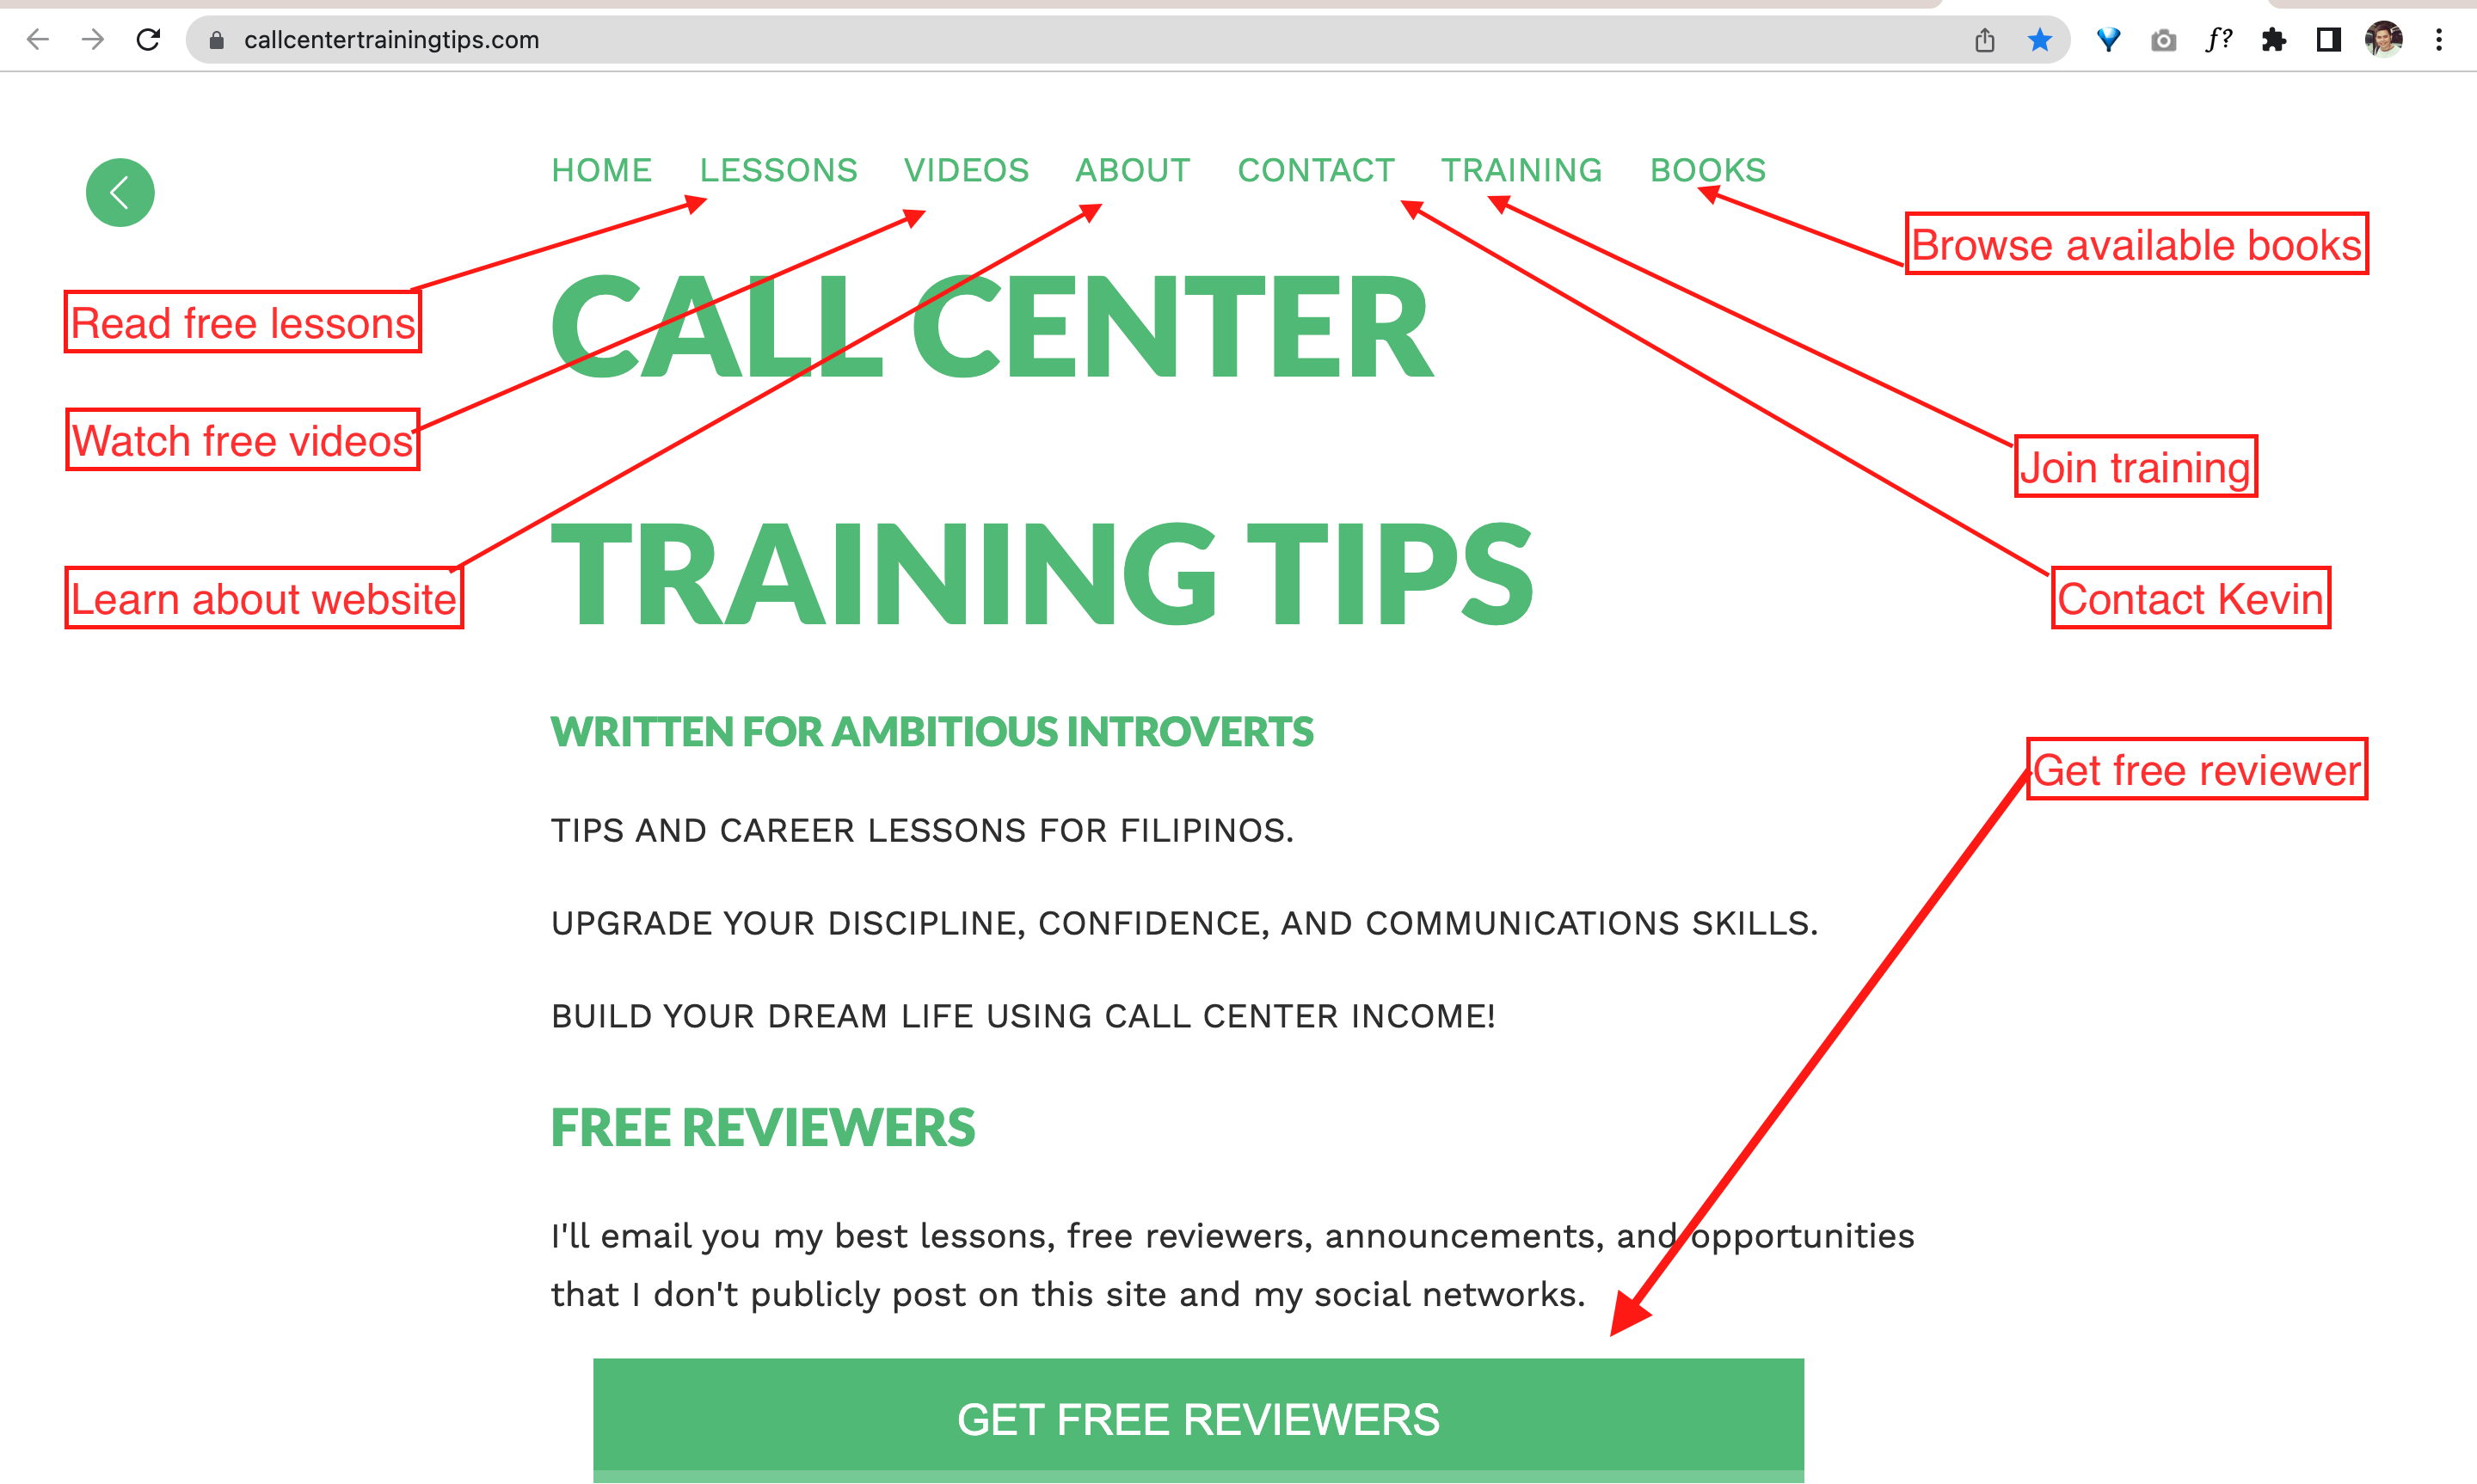 callcentertrainingtips.com
f?
HOME LESSONS VIDEOS ABOUT CONTACT TRAINING BOOKS
Browse available books
Read free lessons
CALL CENTER
Watch free videos
Join training
TRAINING TIPS
Learn about website
Contact Kevin
WRITTEN FOR AMBITIOUS INTROVERTS
Get free reviewer
TIPS AND CAREER LESSONS FOR FILIPINOS.
UPGRADE YOUR DISCIPLINE, CONFIDENCE, AND COMMUNICATIONS SKILLS.
BUILD YOUR DREAM LIFE USING CALL CENTER INCOME!
FREE REVIEWERS
I'll email you my best lessons, free reviewers, announcements, and opportunities
that I don't publicly post on this site and my social networks.
GET FREE REVIEWERS